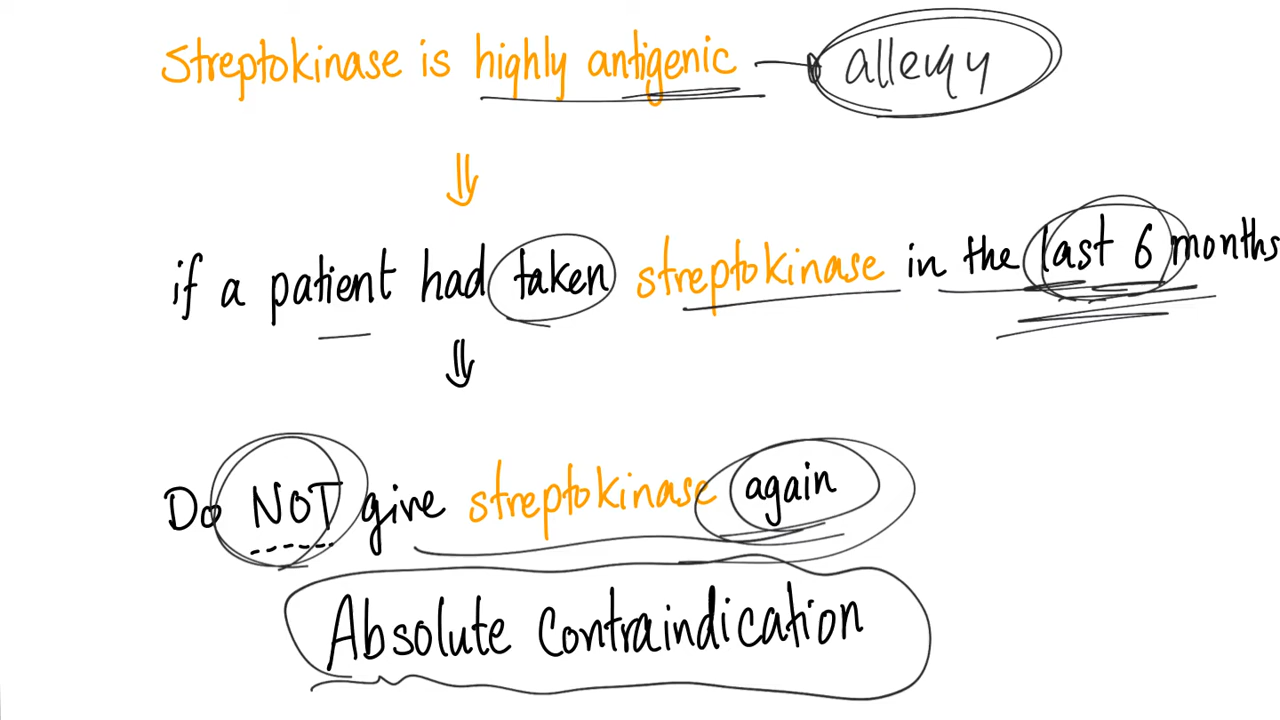 Streptokinase is highly antigenic → allergy
⇓
if a patient had taken streptokinase in the last 6 months
⇓
Do NOT give streptokinase again
Absolute Contraindication